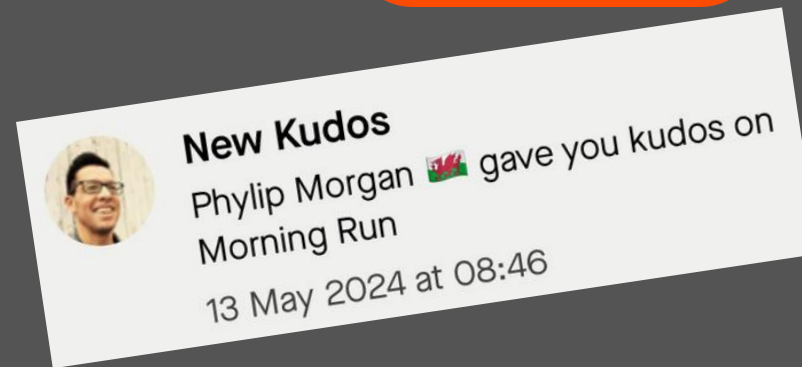 New Kudos
Phylip Morgan 🏴󠁧󠁢󠁷󠁬󠁳󠁿 gave you kudos on
Morning Run
13 May 2024 at 08:46